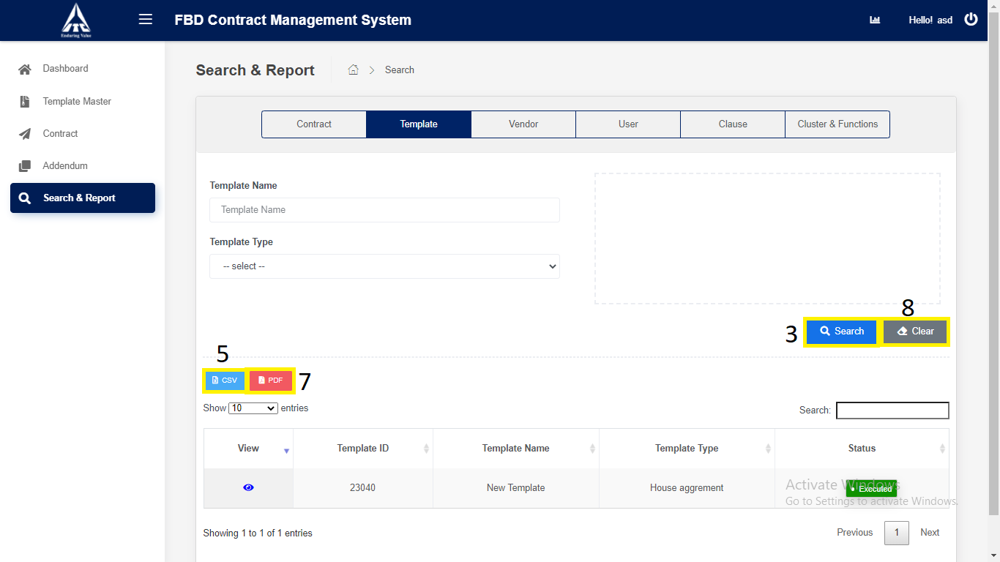 FBD Contract Management System
Hello! asd
Enduring Value
Dashboard
Template Master
Contract
Addendum
Search & Report
Search & Report
Search
Contract
Template
Vendor
User
Clause
Cluster & Functions
Template Name
Template Name
Template Type
-- select --
8
3
Search
Clear
5
CSV
PDF
7
Show 10 entries
Search:
View
Template ID
Template Name
Template Type
Status
23040
New Template
House aggrement
Executed
Activate Windows
Go to Settings to activate Windows.
Showing 1 to 1 of 1 entries
Previous
1
Next